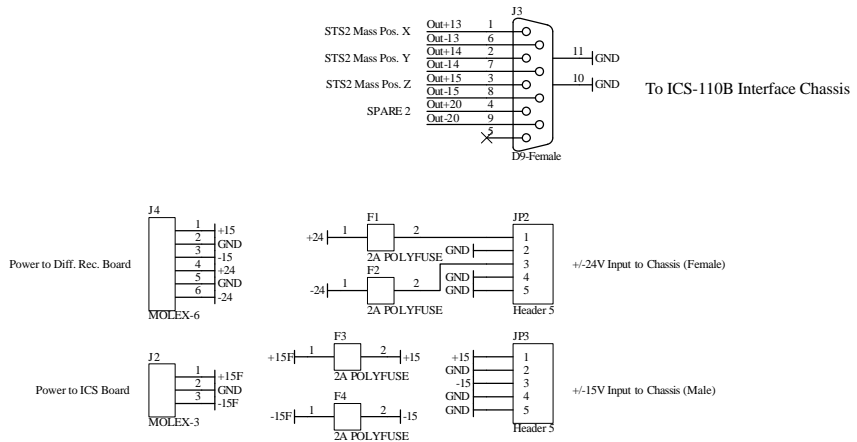 J3
STS2 Mass Pos. X Out+13 1
Out-13 6
STS2 Mass Pos. Y Out+14 2 11 GND
Out-14 7
STS2 Mass Pos. Z Out+15 3 10 GND
Out-15 8 To ICS-110B Interface Chassis
SPARE 2 Out+20 4
Out-20 9
5
D9-Female
J4
Power to Diff. Rec. Board
1 +15
2 GND
3 -15
4 +24
5 GND
6 -24
MOLEX-6
F1
+24 1 2
2A POLYFUSE
F2
-24 1 2
2A POLYFUSE
JP2
1
GND 2
3
GND 4
GND 5
Header 5
+/-24V Input to Chassis (Female)
J2
Power to ICS Board
1 +15F
2 GND
3 -15F
MOLEX-3
F3
+15F 1 2 +15
2A POLYFUSE
F4
-15F 1 2 -15
2A POLYFUSE
JP3
+15 1
GND 2
-15 3
GND 4
GND 5
Header 5
+/-15V Input to Chassis (Male)